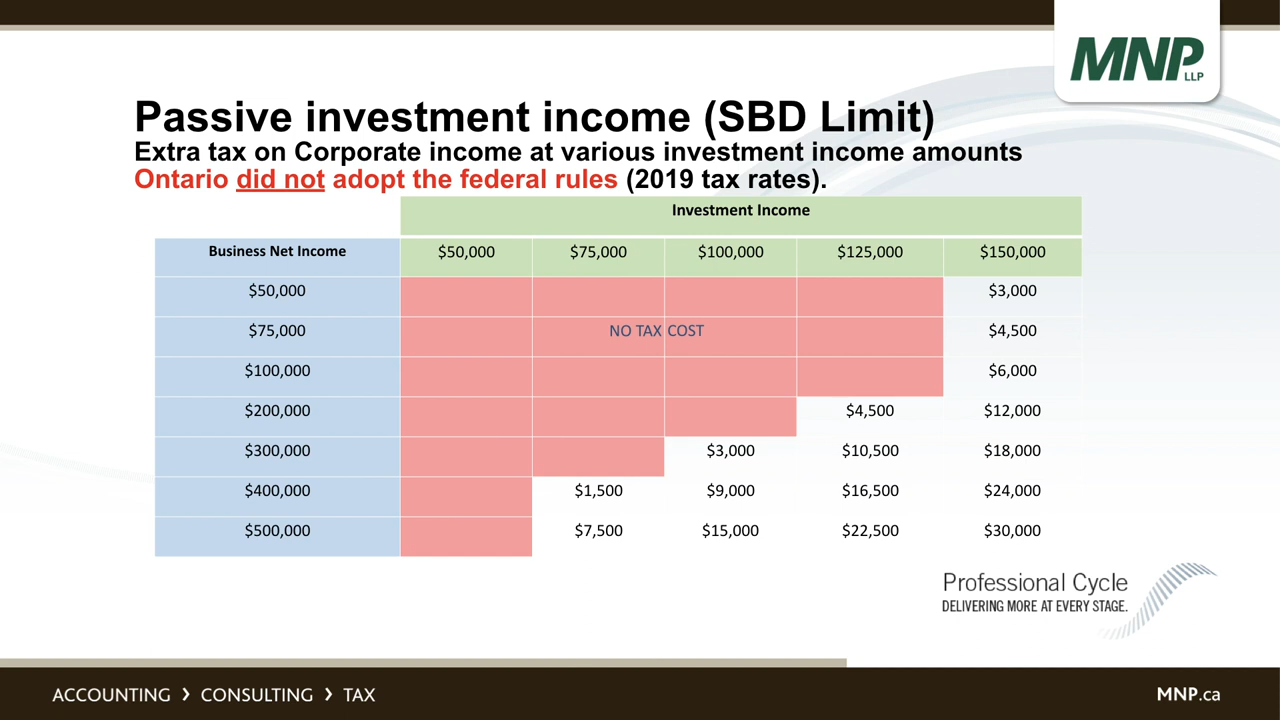 MNP
LLP
Passive investment income (SBD Limit)
Extra tax on Corporate income at various investment income amounts
Ontario did not adopt the federal rules (2019 tax rates).
Investment Income
Business Net Income $50,000 $75,000 $100,000 $125,000 $150,000
$50,000 $3,000
$75,000 NO TAX COST $4,500
$100,000 $6,000
$200,000 $4,500 $12,000
$300,000 $3,000 $10,500 $18,000
$400,000 $1,500 $9,000 $16,500 $24,000
$500,000 $7,500 $15,000 $22,500 $30,000
Professional Cycle
DELIVERING MORE AT EVERY STAGE.
ACCOUNTING › CONSULTING › TAX MNP.ca